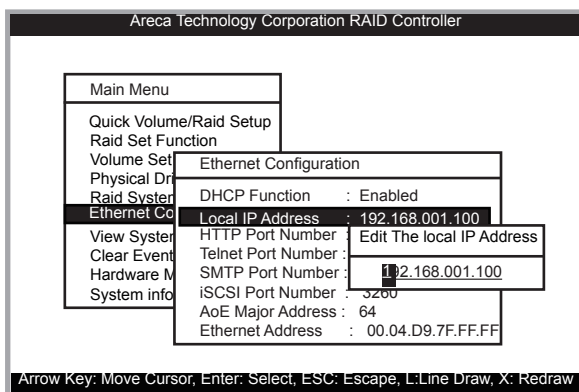 Areca Technology Corporation RAID Controller
Main Menu
Quick Volume/Raid Setup
Raid Set Function
Volume Set
Physical Dri
Raid System
Ethernet Co
View System
Clear Event
Hardware M
System info
Ethernet Configuration
DHCP Function : Enabled
Local IP Address : 192.168.001.100
HTTP Port Number :
Telnet Port Number :
SMTP Port Number :
iSCSI Port Number : 3260
AoE Major Address : 64
Ethernet Address : 00.04.D9.7F.FF.FF
Edit The local IP Address
192.168.001.100
Arrow Key: Move Cursor, Enter: Select, ESC: Escape, L:Line Draw, X: Redraw